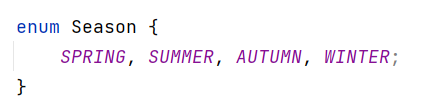 enum Season {
    SPRING, SUMMER, AUTUMN, WINTER;
}